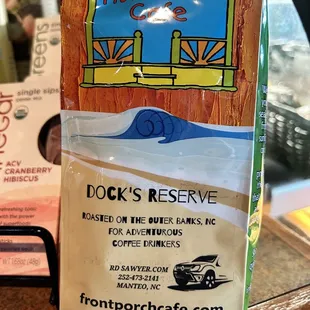 Cafe
DOCK'S RESERVE
ROASTED ON THE OUTER BANKS, NC
FOR ADVENTUROUS
COFFEE DRINKERS
RD SAWYER.COM
252-473-2141
MANTEO, NC
frontporchcafe.com
single sips
ACV
CRANBERRY
HIBISCUS